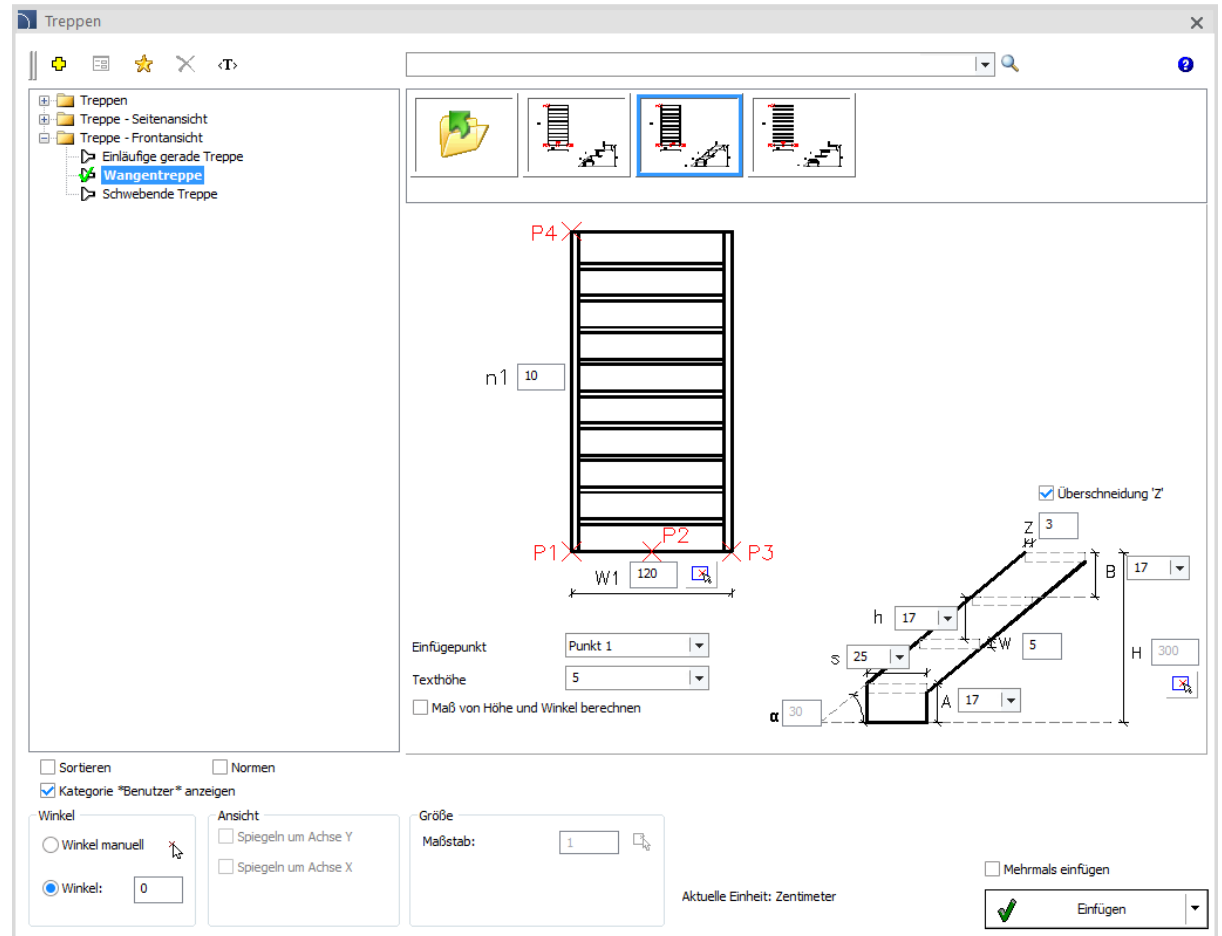 Treppen
<T>
Treppen
Treppe - Seitenansicht
Treppe - Frontansicht
Einläufige gerade Treppe
Wangentreppe
Schwebende Treppe
P4
n1 10
P1 P2 P3
W1 120
Überschneidung 'Z'
Z 3
B 17
h 17
W 5
H 300
s 25
A 17
α 30
Einfügepunkt Punkt 1
Texthöhe 5
Maß von Höhe und Winkel berechnen
Sortieren Normen
Kategorie *Benutzer* anzeigen
Winkel
Winkel manuell
Winkel: 0
Ansicht
Spiegeln um Achse Y
Spiegeln um Achse X
Größe
Maßstab: 1
Aktuelle Einheit: Zentimeter
Mehrmals einfügen
Einfügen